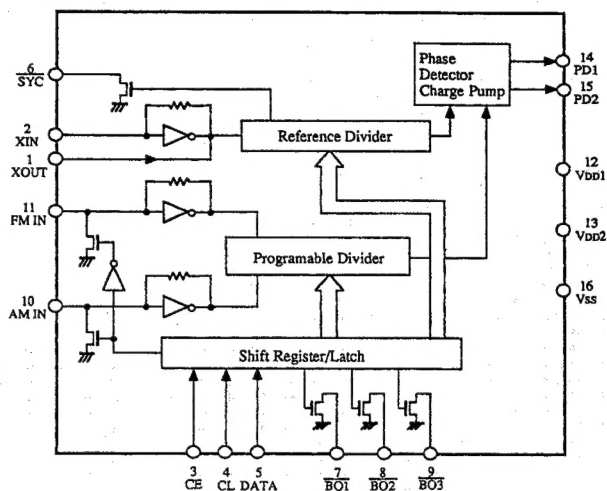 6
SYC
2
XIN
1
XOUT
11
FM IN
10
AM IN
Phase
Detector
Charge Pump
14
PD1
15
PD2
Reference Divider
12
VDD1
13
VDD2
16
Vss
Programable Divider
Shift Register/Latch
3
CE
4
CL
5
DATA
7
BO1
8
BO2
9
BO3